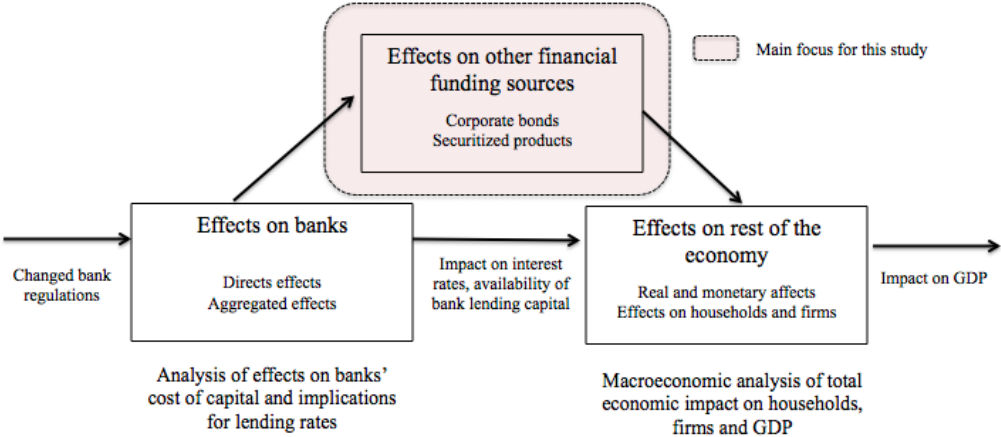 Effects on other financial
funding sources
Corporate bonds
Securitized products
Main focus for this study
Changed bank
regulations
Effects on banks
Directs effects
Aggregated effects
Impact on interest
rates, availability of
bank lending capital
Effects on rest of the
economy
Real and monetary affects
Effects on households and firms
Impact on GDP
Analysis of effects on banks’
cost of capital and implications
for lending rates
Macroeconomic analysis of total
economic impact on households,
firms and GDP